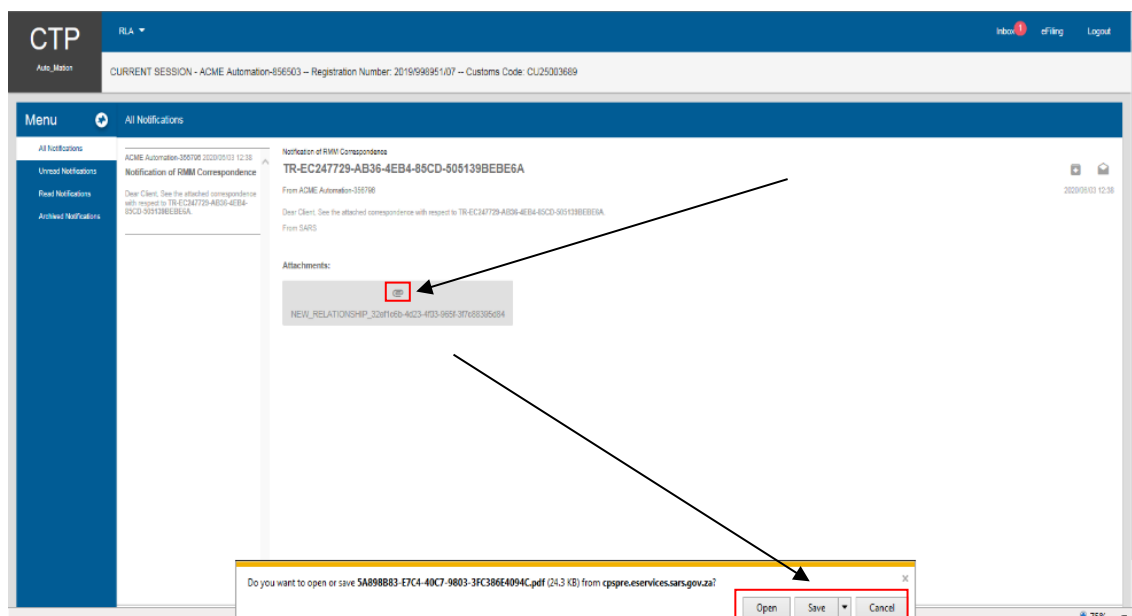 CTP
Auto_Mation
RLA
Inbox 1
eFiling
Logout
CURRENT SESSION - ACME Automation-856503 -- Registration Number: 2019/998951/07 -- Customs Code: CU25003689
Menu
All Notifications
Unread Notifications
Read Notifications
Archived Notifications
All Notifications
ACME Automation-356798 2020/05/03 12:38
Notification of RMM Correspondence
Dear Client. See the attached correspondence
with respect to TR-EC247729-AB36-4EB4-
85CD-505139BEBE6A.
Notification of RMM Correspondence
TR-EC247729-AB36-4EB4-85CD-505139BEBE6A
From ACME Automation-356798
2020/05/03 12:38
Dear Client. See the attached correspondence with respect to TR-EC247729-AB36-4EB4-85CD-505139BEBE6A.
From SARS
Attachments:
Do you want to open or save 5A898B83-E7C4-40C7-9803-3FC386E4094C.pdf (24.3 KB) from cpspre.eservices.sars.gov.za?
Open
Save
Cancel
75%